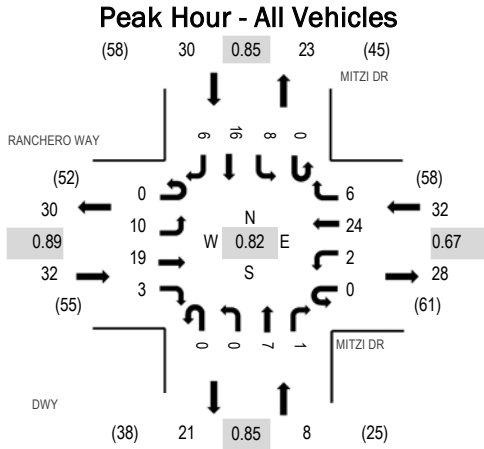 Peak Hour - All Vehicles
(58) 30 0.85 23 (45)
MITZI DR
RANCHERO WAY
6 16 8 0
(52) 0 6 (58)
30 32
10 N 24
0.89 W 0.82 E 0.67
19 S 2
32 28
3 0
(55) (61)
0 0 7 1
MITZI DR
DWY
(38) 21 0.85 8 (25)